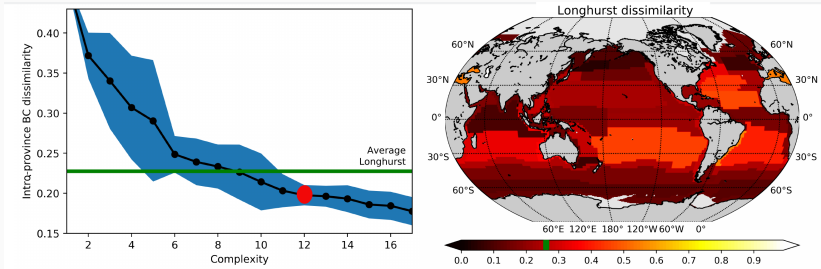 Longhurst dissimilarity
0.40
0.35
0.30
0.25
0.20
0.15
Intra-province BC dissimilarity
Average
Longhurst
2 4 6 8 10 12 14 16
Complexity
60°N 60°N
30°N 30°N
0° 0°
30°S 30°S
60°S 60°S
60°E 120°E 180° 120°W 60°W 0°
0.0 0.1 0.2 0.3 0.4 0.5 0.6 0.7 0.8 0.9